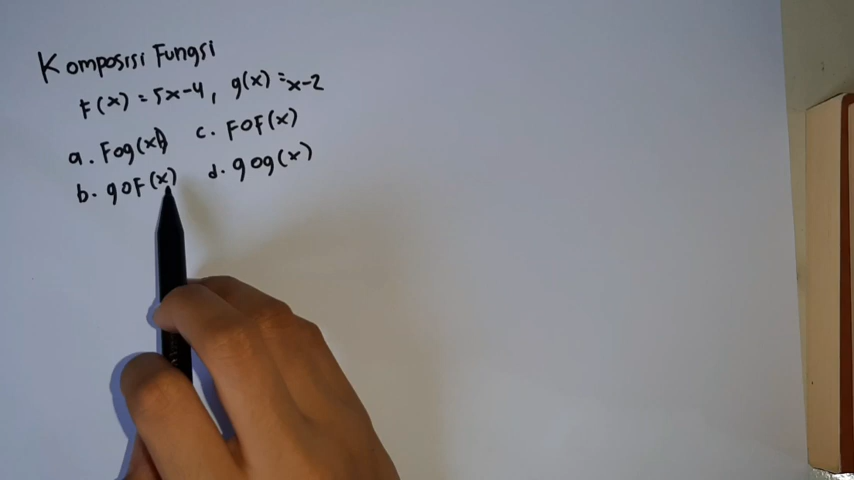 Komposisi Fungsi
F(x) = 5x-4, g(x) = x-2
a. Fog(x) c. FoF(x)
b. goF(x) d. gog(x)